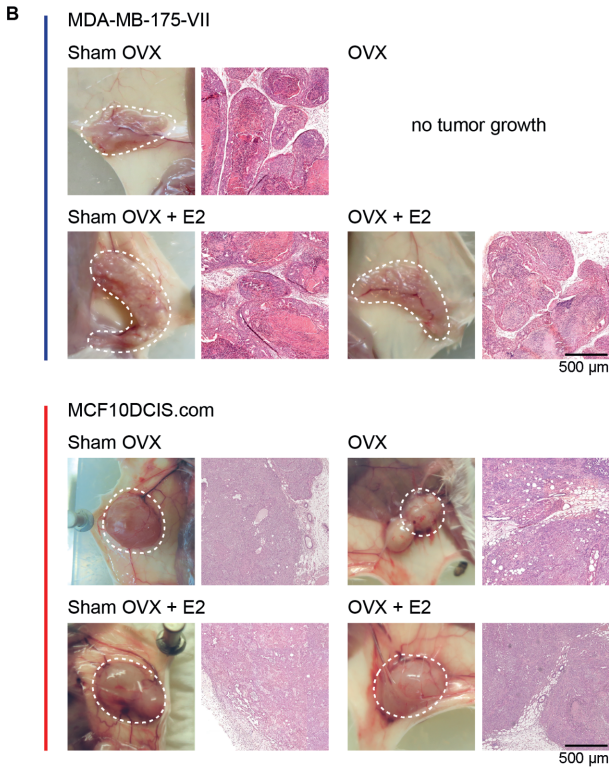 B
MDA-MB-175-VII
Sham OVX
OVX
no tumor growth
Sham OVX + E2
OVX + E2
500 µm
MCF10DCIS.com
Sham OVX
OVX
Sham OVX + E2
OVX + E2
500 µm